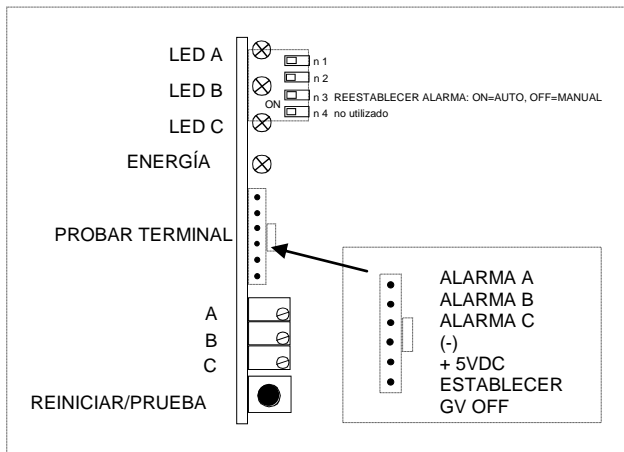 LED A
n 1
n 2
LED B
n 3 REESTABLECER ALARMA: ON=AUTO, OFF=MANUAL
ON
n 4 no utilizado
LED C
ENERGÍA
PROBAR TERMINAL
A
B
C
REINICIAR/PRUEBA
ALARMA A
ALARMA B
ALARMA C
(-)
+ 5VDC
ESTABLECER
GV OFF